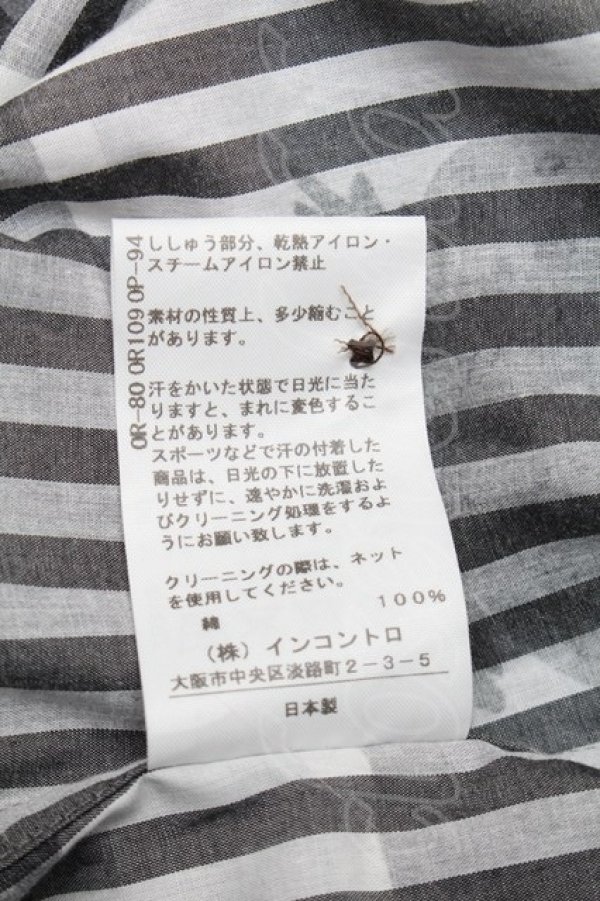 ししゅう部分、乾熱アイロン・
スチームアイロン禁止
素材の性質上、多少縮むこと
があります。
汗をかいた状態で日光に当た
りますと、まれに変色するこ
とがあります。
スポーツなどで汗の付着した
商品は、日光の下に放置した
りせずに、速やかに洗濯およ
びクリーニング処理をするよ
うにお願い致します。
クリーニングの際は、ネット
を使用してください。
綿 100%
(株) インコントロ
大阪市中央区淡路町2-3-5
日本製
OR-80 OR109 OP-94